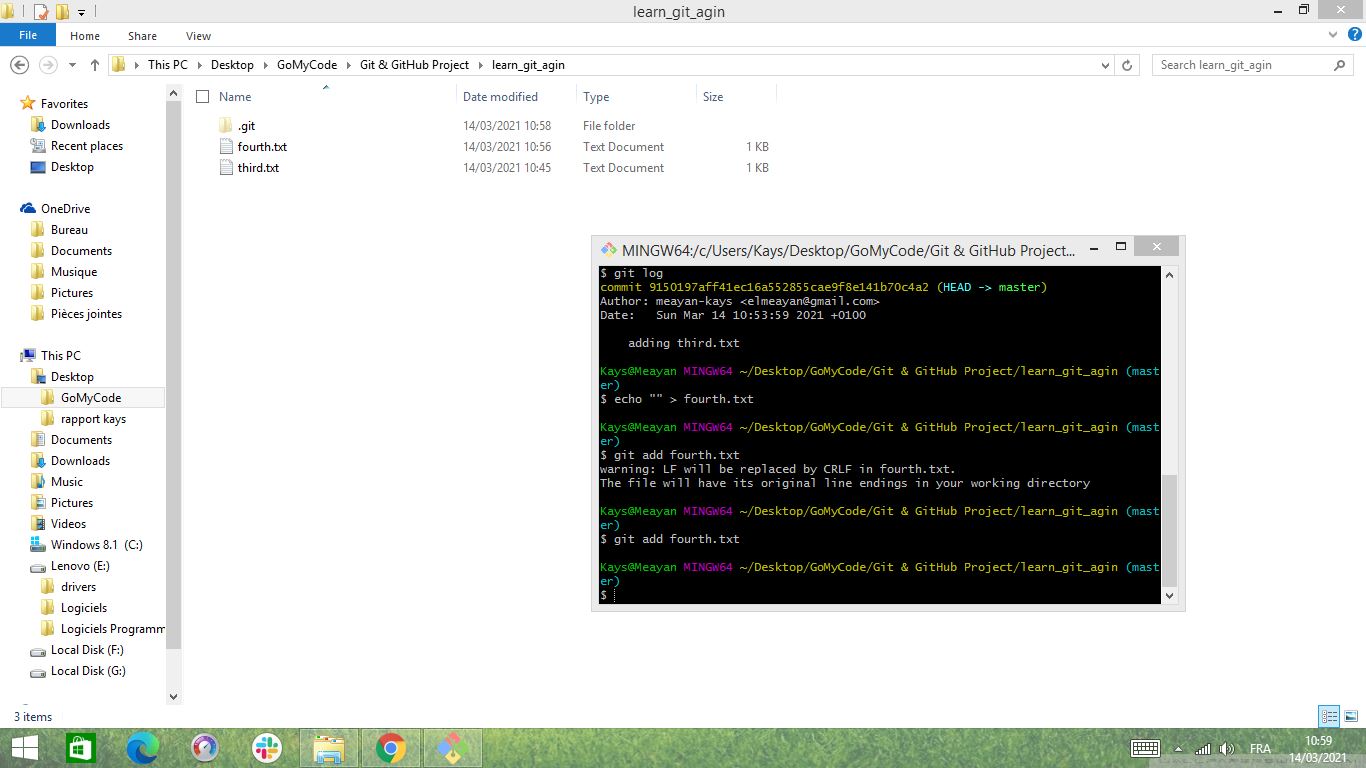 learn_git_agin
File Home Share View
This PC Desktop GoMyCode Git & GitHub Project learn_git_agin
Search learn_git_agin
Name Date modified Type Size
.git 14/03/2021 10:58 File folder
fourth.txt 14/03/2021 10:56 Text Document 1 KB
third.txt 14/03/2021 10:45 Text Document 1 KB
Favorites
Downloads
Recent places
Desktop
OneDrive
Bureau
Documents
Musique
Pictures
Pièces jointes
This PC
Desktop
GoMyCode
rapport kays
Documents
Downloads
Music
Pictures
Videos
Windows 8.1 (C:)
Lenovo (E:)
drivers
Logiciels
Logiciels Programm
Local Disk (F:)
Local Disk (G:)
MINGW64:/c/Users/Kays/Desktop/GoMyCode/Git & GitHub Project...
$ git log
commit 9150197aff41ec16a552855cae9f8e141b70c4a2 (HEAD -> master)
Author: meayan-kays <elmeayan@gmail.com>
Date:   Sun Mar 14 10:53:59 2021 +0100
adding third.txt
Kays@Meayan MINGW64 ~/Desktop/GoMyCode/Git & GitHub Project/learn_git_agin (mast
er)
$ echo "" > fourth.txt
Kays@Meayan MINGW64 ~/Desktop/GoMyCode/Git & GitHub Project/learn_git_agin (mast
er)
$ git add fourth.txt
warning: LF will be replaced by CRLF in fourth.txt.
The file will have its original line endings in your working directory
Kays@Meayan MINGW64 ~/Desktop/GoMyCode/Git & GitHub Project/learn_git_agin (mast
er)
$ git add fourth.txt
Kays@Meayan MINGW64 ~/Desktop/GoMyCode/Git & GitHub Project/learn_git_agin (mast
er)
$
3 items
FRA
10:59
14/03/2021